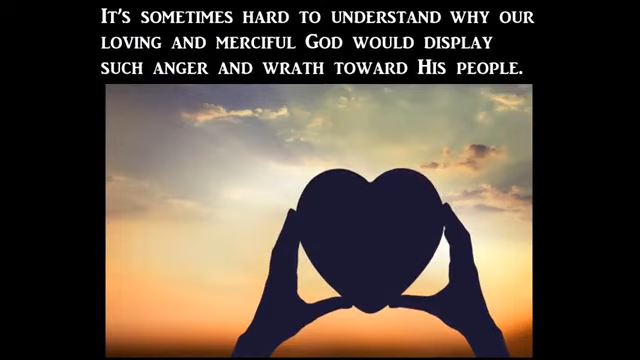 It's sometimes hard to understand why our
loving and merciful God would display
such anger and wrath toward His people.